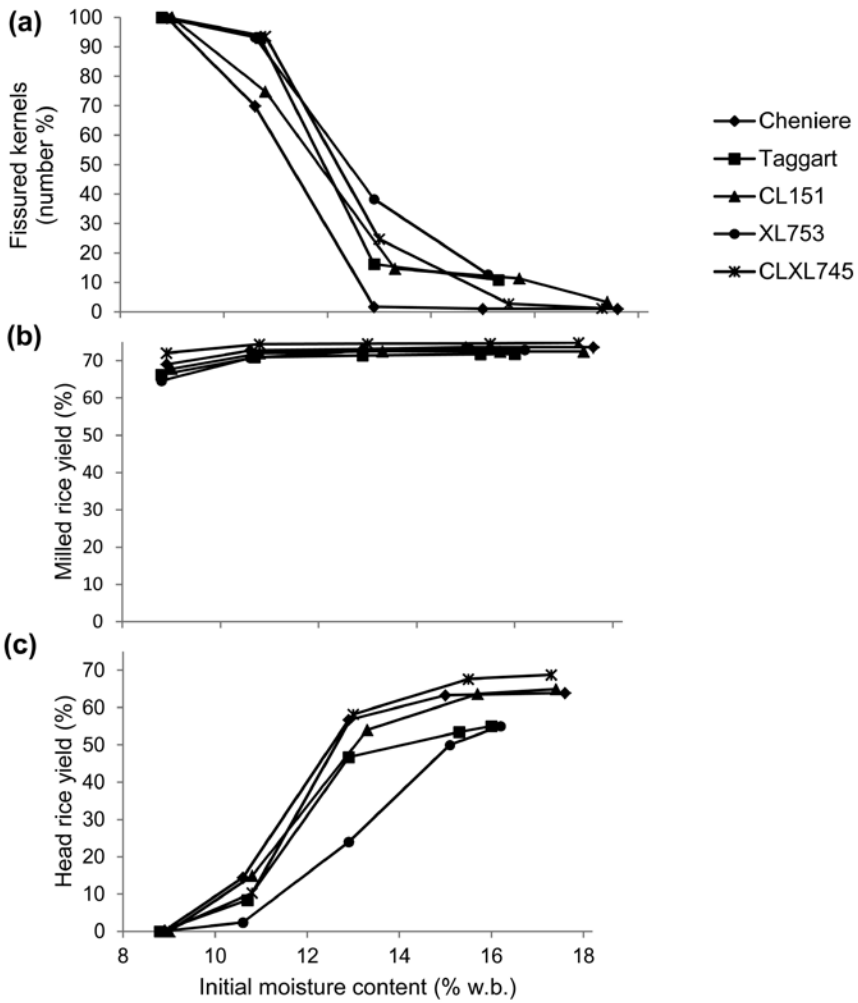 (a)
Fissured kernels
(number %)
100
90
80
70
60
50
40
30
20
10
0
Cheniere
Taggart
CL151
XL753
CLXL745
(b)
Milled rice yield (%)
70
60
50
40
30
20
10
0
(c)
Head rice yield (%)
70
60
50
40
30
20
10
0
8 10 12 14 16 18
Initial moisture content (% w.b.)